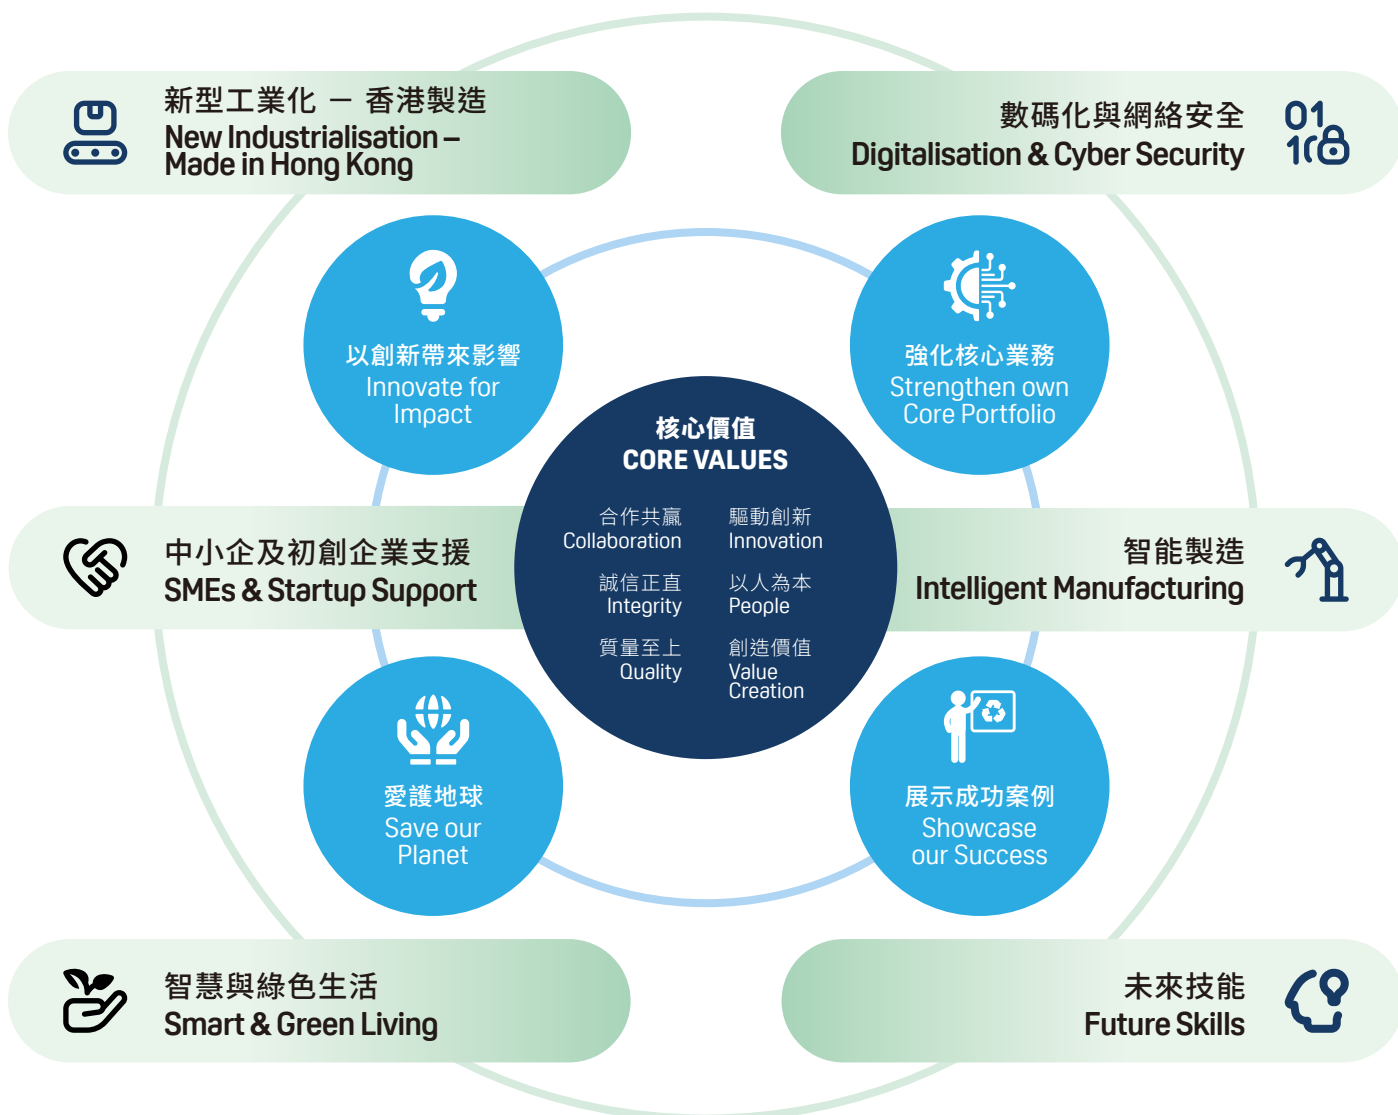 新型工業化 － 香港製造
New Industrialisation –
Made in Hong Kong
數碼化與網絡安全
Digitalisation & Cyber Security
01
10
以創新帶來影響
Innovate for
Impact
強化核心業務
Strengthen own
Core Portfolio
核心價值
CORE VALUES
合作共贏
Collaboration
驅動創新
Innovation
誠信正直
Integrity
以人為本
People
質量至上
Quality
創造價值
Value
Creation
中小企及初創企業支援
SMEs & Startup Support
智能製造
Intelligent Manufacturing
愛護地球
Save our
Planet
展示成功案例
Showcase
our Success
智慧與綠色生活
Smart & Green Living
未來技能
Future Skills